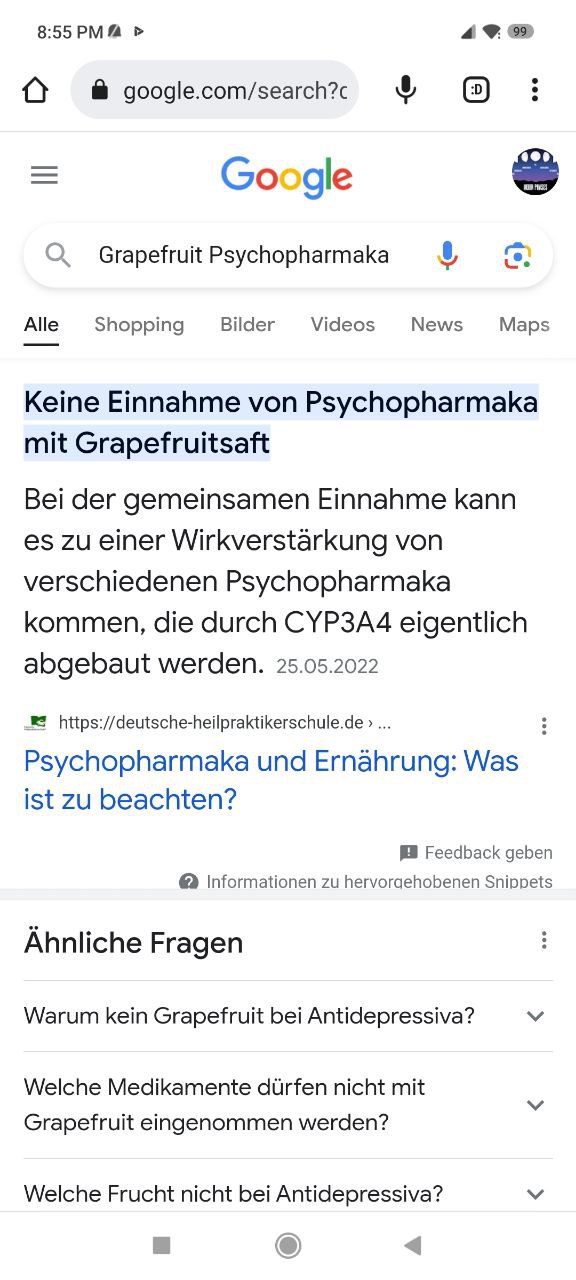 8:55 PM
99
google.com/search?c
Google
Grapefruit Psychopharmaka
Alle Shopping Bilder Videos News Maps
Keine Einnahme von Psychopharmaka
mit Grapefruitsaft
Bei der gemeinsamen Einnahme kann
es zu einer Wirkverstärkung von
verschiedenen Psychopharmaka
kommen, die durch CYP3A4 eigentlich
abgebaut werden. 25.05.2022
https://deutsche-heilpraktikerschule.de › ...
Psychopharmaka und Ernährung: Was
ist zu beachten?
Feedback geben
Informationen zu hervorgehobenen Snippets
Ähnliche Fragen
Warum kein Grapefruit bei Antidepressiva?
Welche Medikamente dürfen nicht mit
Grapefruit eingenommen werden?
Welche Frucht nicht bei Antidepressiva?